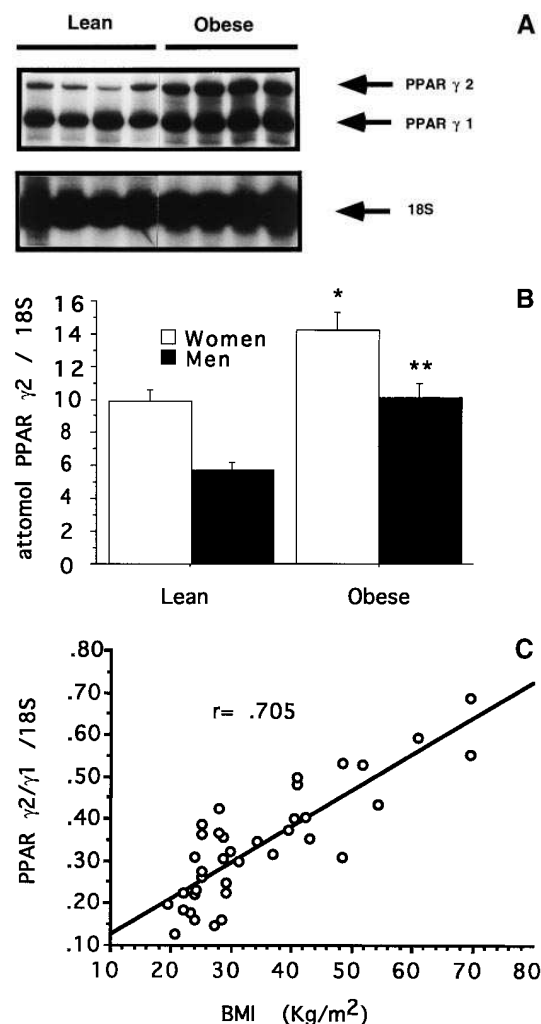 Lean Obese A
PPAR γ 2
PPAR γ 1
18S
B
attomol PPAR γ2 / 18S
16
14
12
10
8
6
4
2
0
Women
Men
*
**
Lean Obese
C
PPAR γ2/γ1 /18S
.80
.70
.60
.50
.40
.30
.20
.10
r= .705
10 20 30 40 50 60 70 80
BMI (Kg/m²)